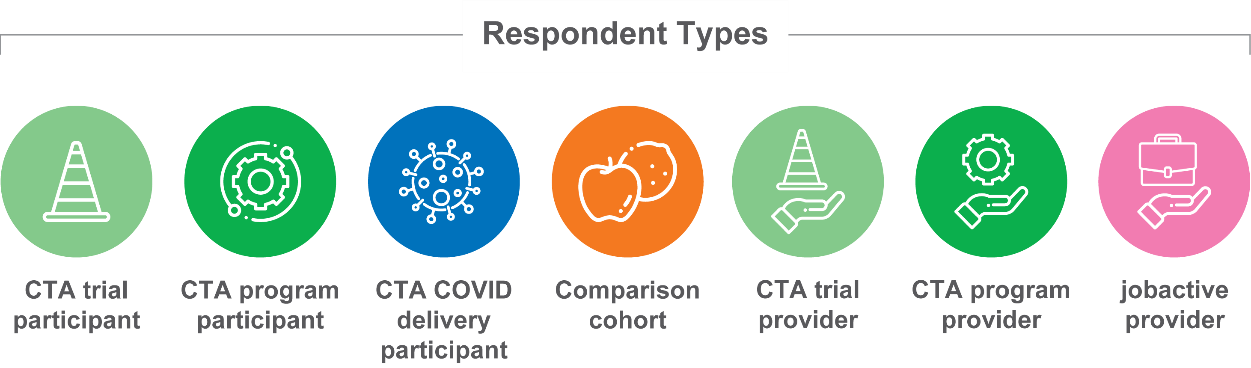 Respondent Types
CTA trial
participant
CTA program
participant
CTA COVID
delivery
participant
Comparison
cohort
CTA trial
provider
CTA program
provider
jobactive
provider